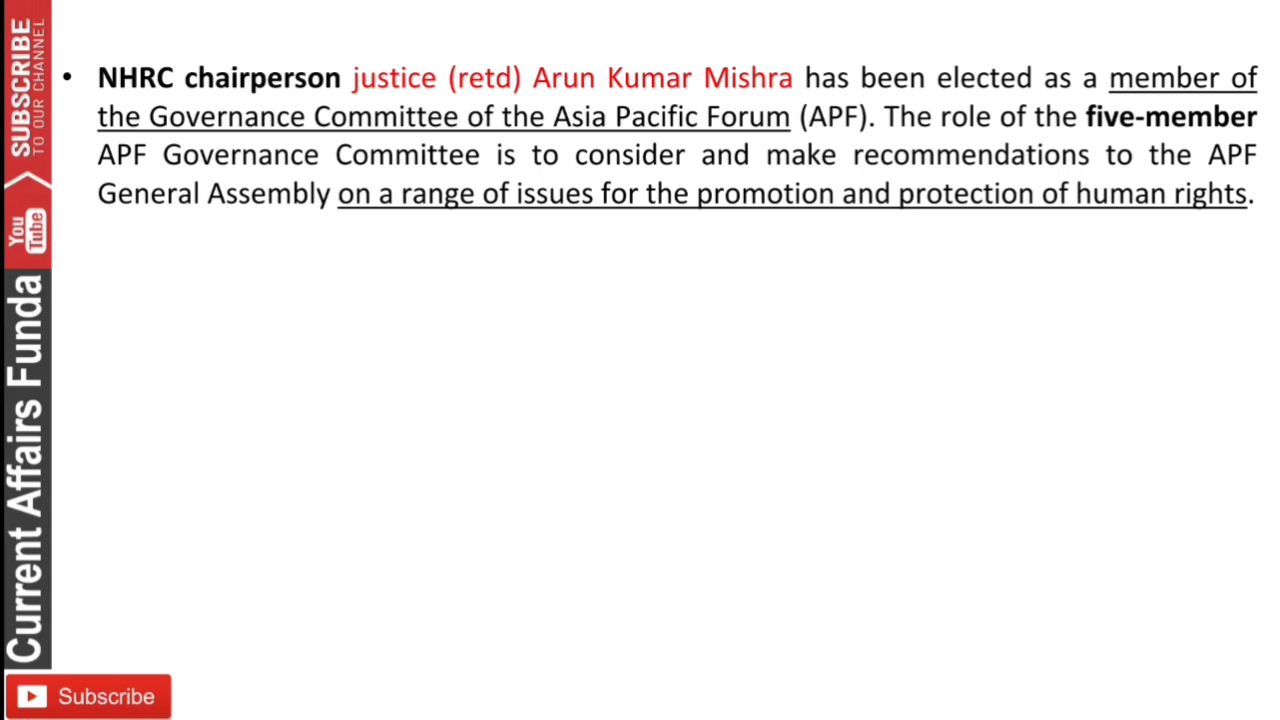 • NHRC chairperson justice (retd) Arun Kumar Mishra has been elected as a member of
the Governance Committee of the Asia Pacific Forum (APF). The role of the five-member
APF Governance Committee is to consider and make recommendations to the APF
General Assembly on a range of issues for the promotion and protection of human rights.
SUBSCRIBE
TO OUR CHANNEL
You
Tube
Current Affairs Funda
Subscribe